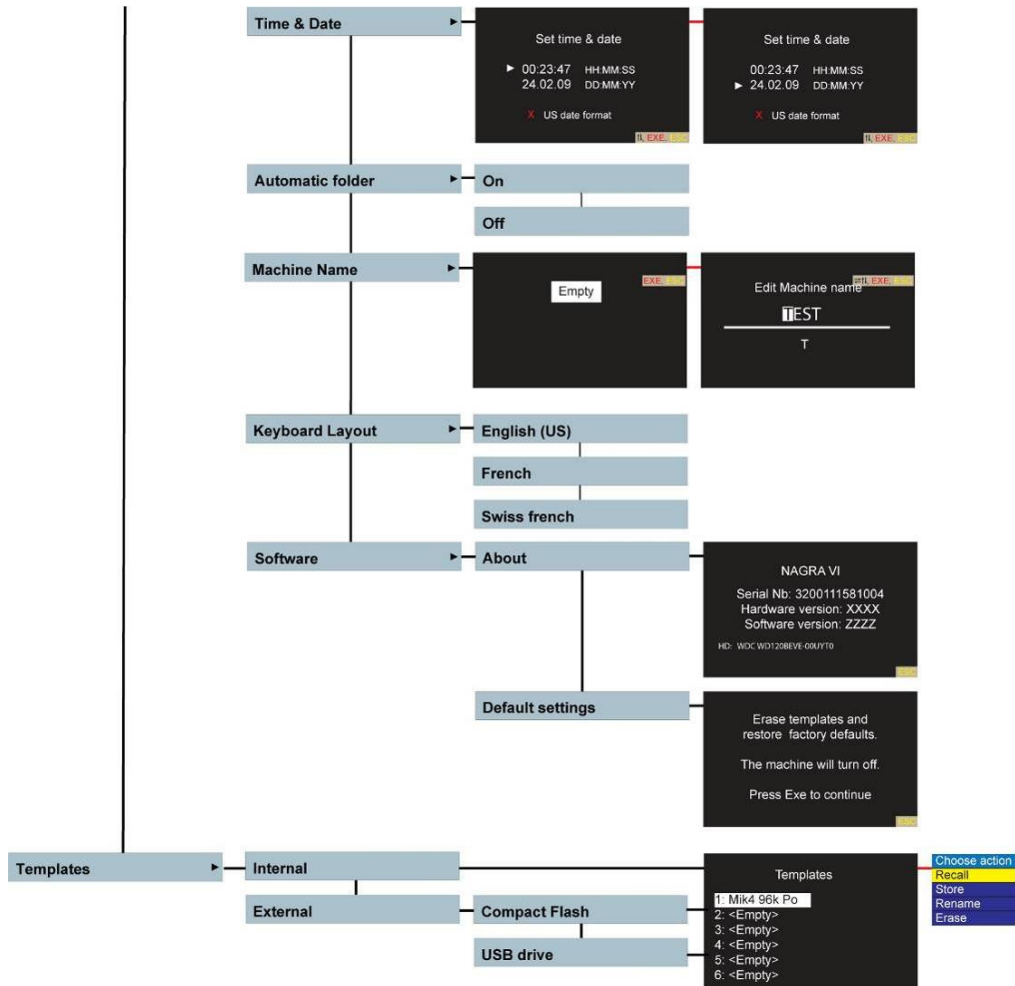 Time & Date
Set time & date
00:23:47 HH:MM:SS
24.02.09 DD:MM:YY
X US date format
EXE, ESC
Set time & date
00:23:47 HH:MM:SS
24.02.09 DD:MM:YY
X US date format
EXE, ESC
Automatic folder
On
Off
Machine Name
EXE, ESC
Empty
EXE, ESC
Edit Machine name
TEST
T
Keyboard Layout
English (US)
French
Swiss french
Software
About
NAGRA VI
Serial Nb: 3200111581004
Hardware version: XXXX
Software version: ZZZZ
HD: WDC WD120BEVE-00UYT0
ESC
Default settings
Erase templates and
restore factory defaults.
The machine will turn off.
Press Exe to continue
ESC
Templates
Internal
External
Compact Flash
USB drive
Templates
1: Mik4 96k Po
2: <Empty>
3: <Empty>
4: <Empty>
5: <Empty>
6: <Empty>
Choose action
Recall
Store
Rename
Erase